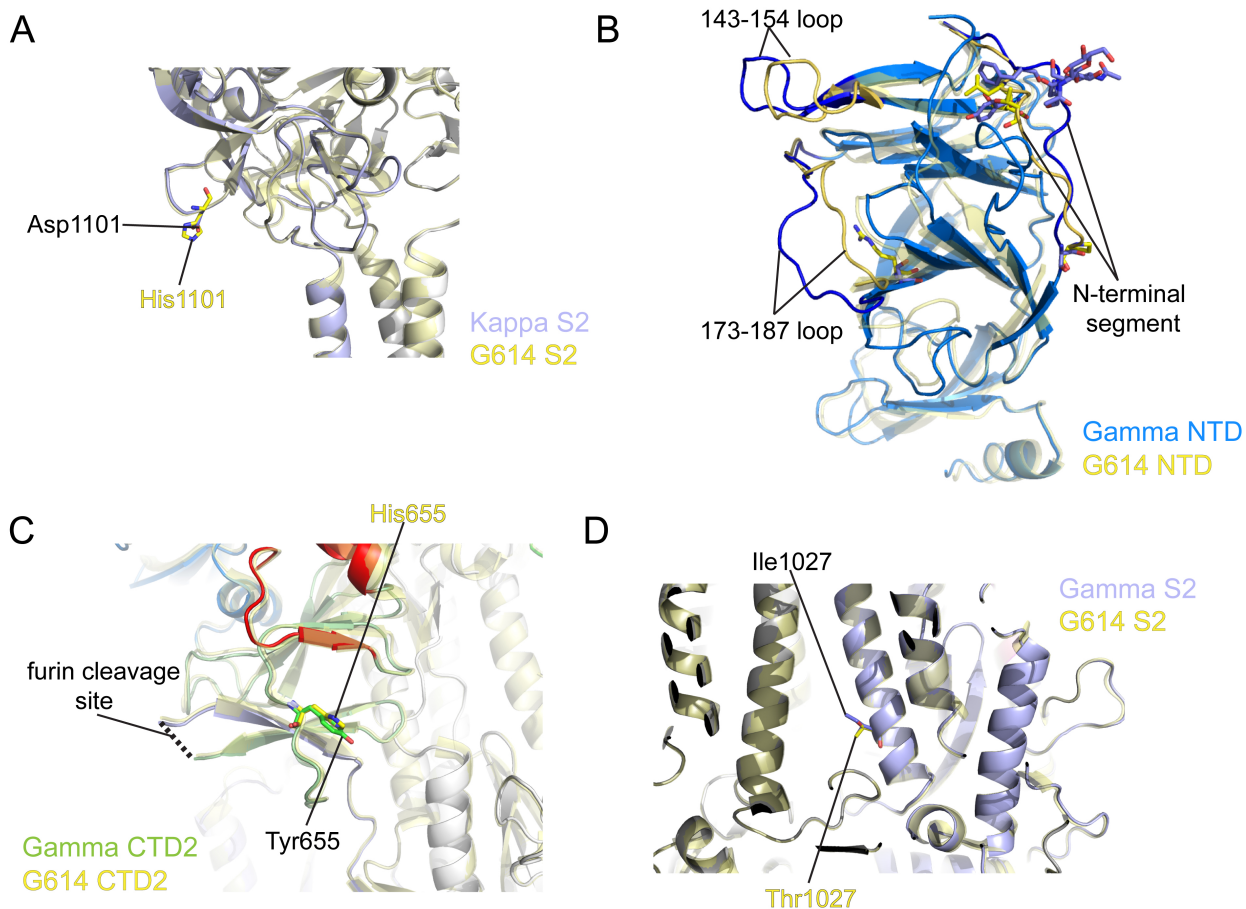 A
Asp1101
His1101
Kappa S2
G614 S2
B
143-154 loop
173-187 loop
N-terminal
segment
Gamma NTD
G614 NTD
C
His655
furin cleavage
site
Tyr655
Gamma CTD2
G614 CTD2
D
Ile1027
Gamma S2
G614 S2
Thr1027